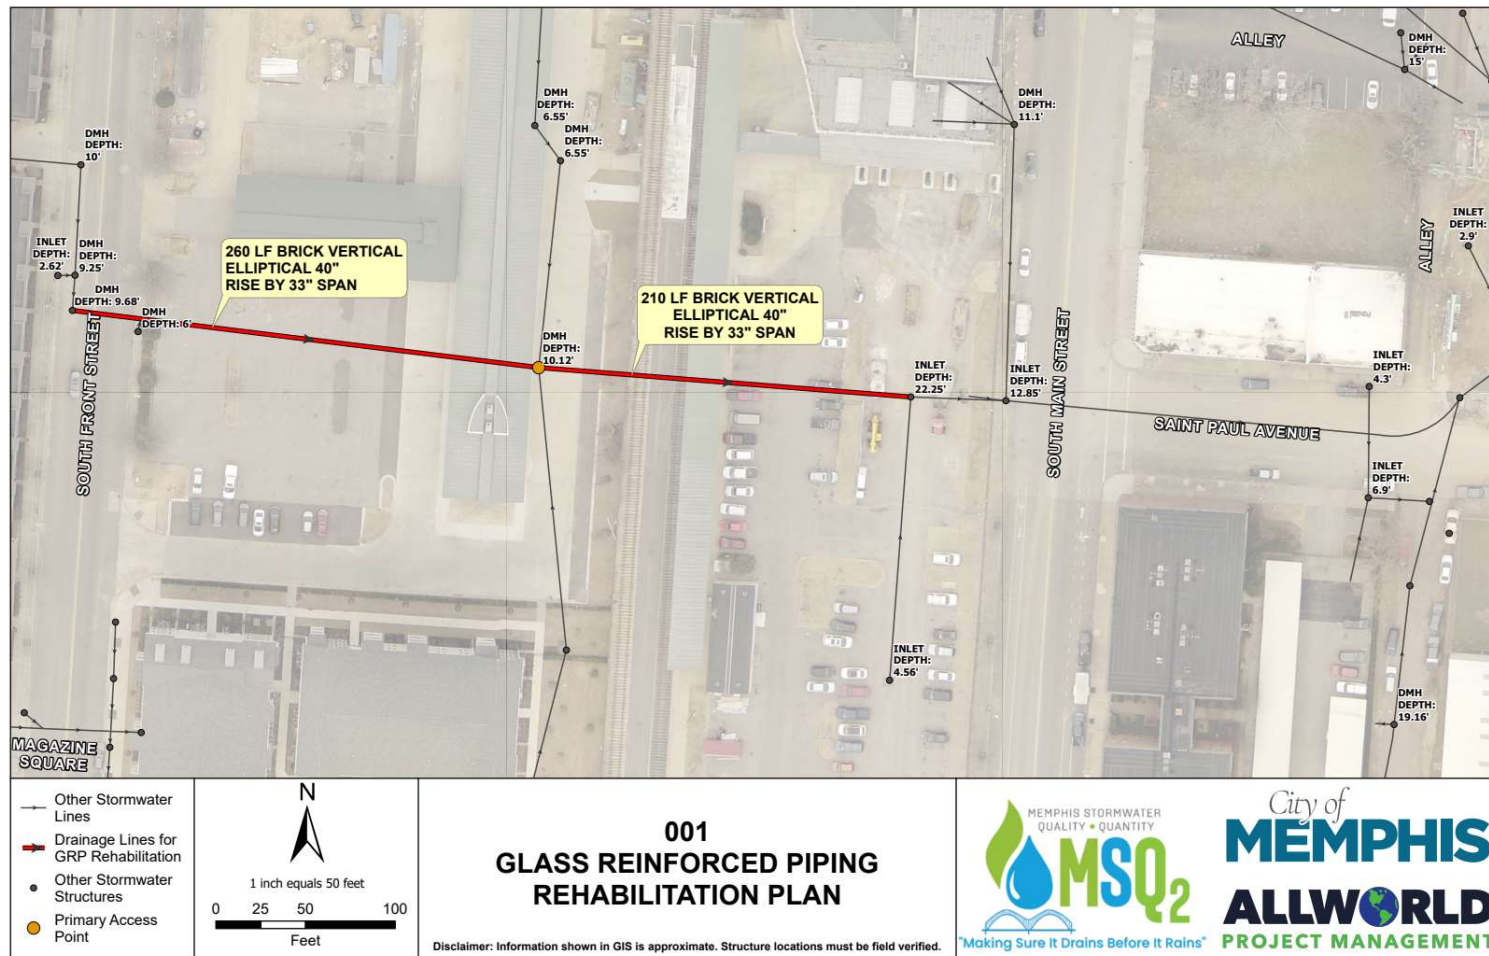 ALLEY
DMH
DEPTH:
15'
DMH
DEPTH:
6.55'
DMH
DEPTH:
11.1'
DMH
DEPTH:
10'
DMH
DEPTH:
6.55'
INLET
DEPTH:
2.9'
ALLEY
INLET
DEPTH:
2.62'
DMH
DEPTH:
9.25'
260 LF BRICK VERTICAL
ELLIPTICAL 40"
RISE BY 33" SPAN
DMH
DEPTH: 9.68'
DMH
DEPTH: 6'
210 LF BRICK VERTICAL
ELLIPTICAL 40"
RISE BY 33" SPAN
DMH
DEPTH:
10.12'
INLET
DEPTH:
22.25'
INLET
DEPTH:
12.85'
INLET
DEPTH:
4.3'
SOUTH FRONT STREET
SOUTH MAIN STREET
SAINT PAUL AVENUE
INLET
DEPTH:
6.9'
INLET
DEPTH:
4.56'
DMH
DEPTH:
19.16'
MAGAZINE
SQUARE
Other Stormwater
Lines
Drainage Lines for
GRP Rehabilitation
Other Stormwater
Structures
Primary Access
Point
N
1 inch equals 50 feet
0 25 50 100
Feet
001
GLASS REINFORCED PIPING
REHABILITATION PLAN
Disclaimer: Information shown in GIS is approximate. Structure locations must be field verified.
MEMPHIS STORMWATER
QUALITY • QUANTITY
MSQ2
"Making Sure It Drains Before It Rains"
City of
MEMPHIS
ALLWORLD
PROJECT MANAGEMENT